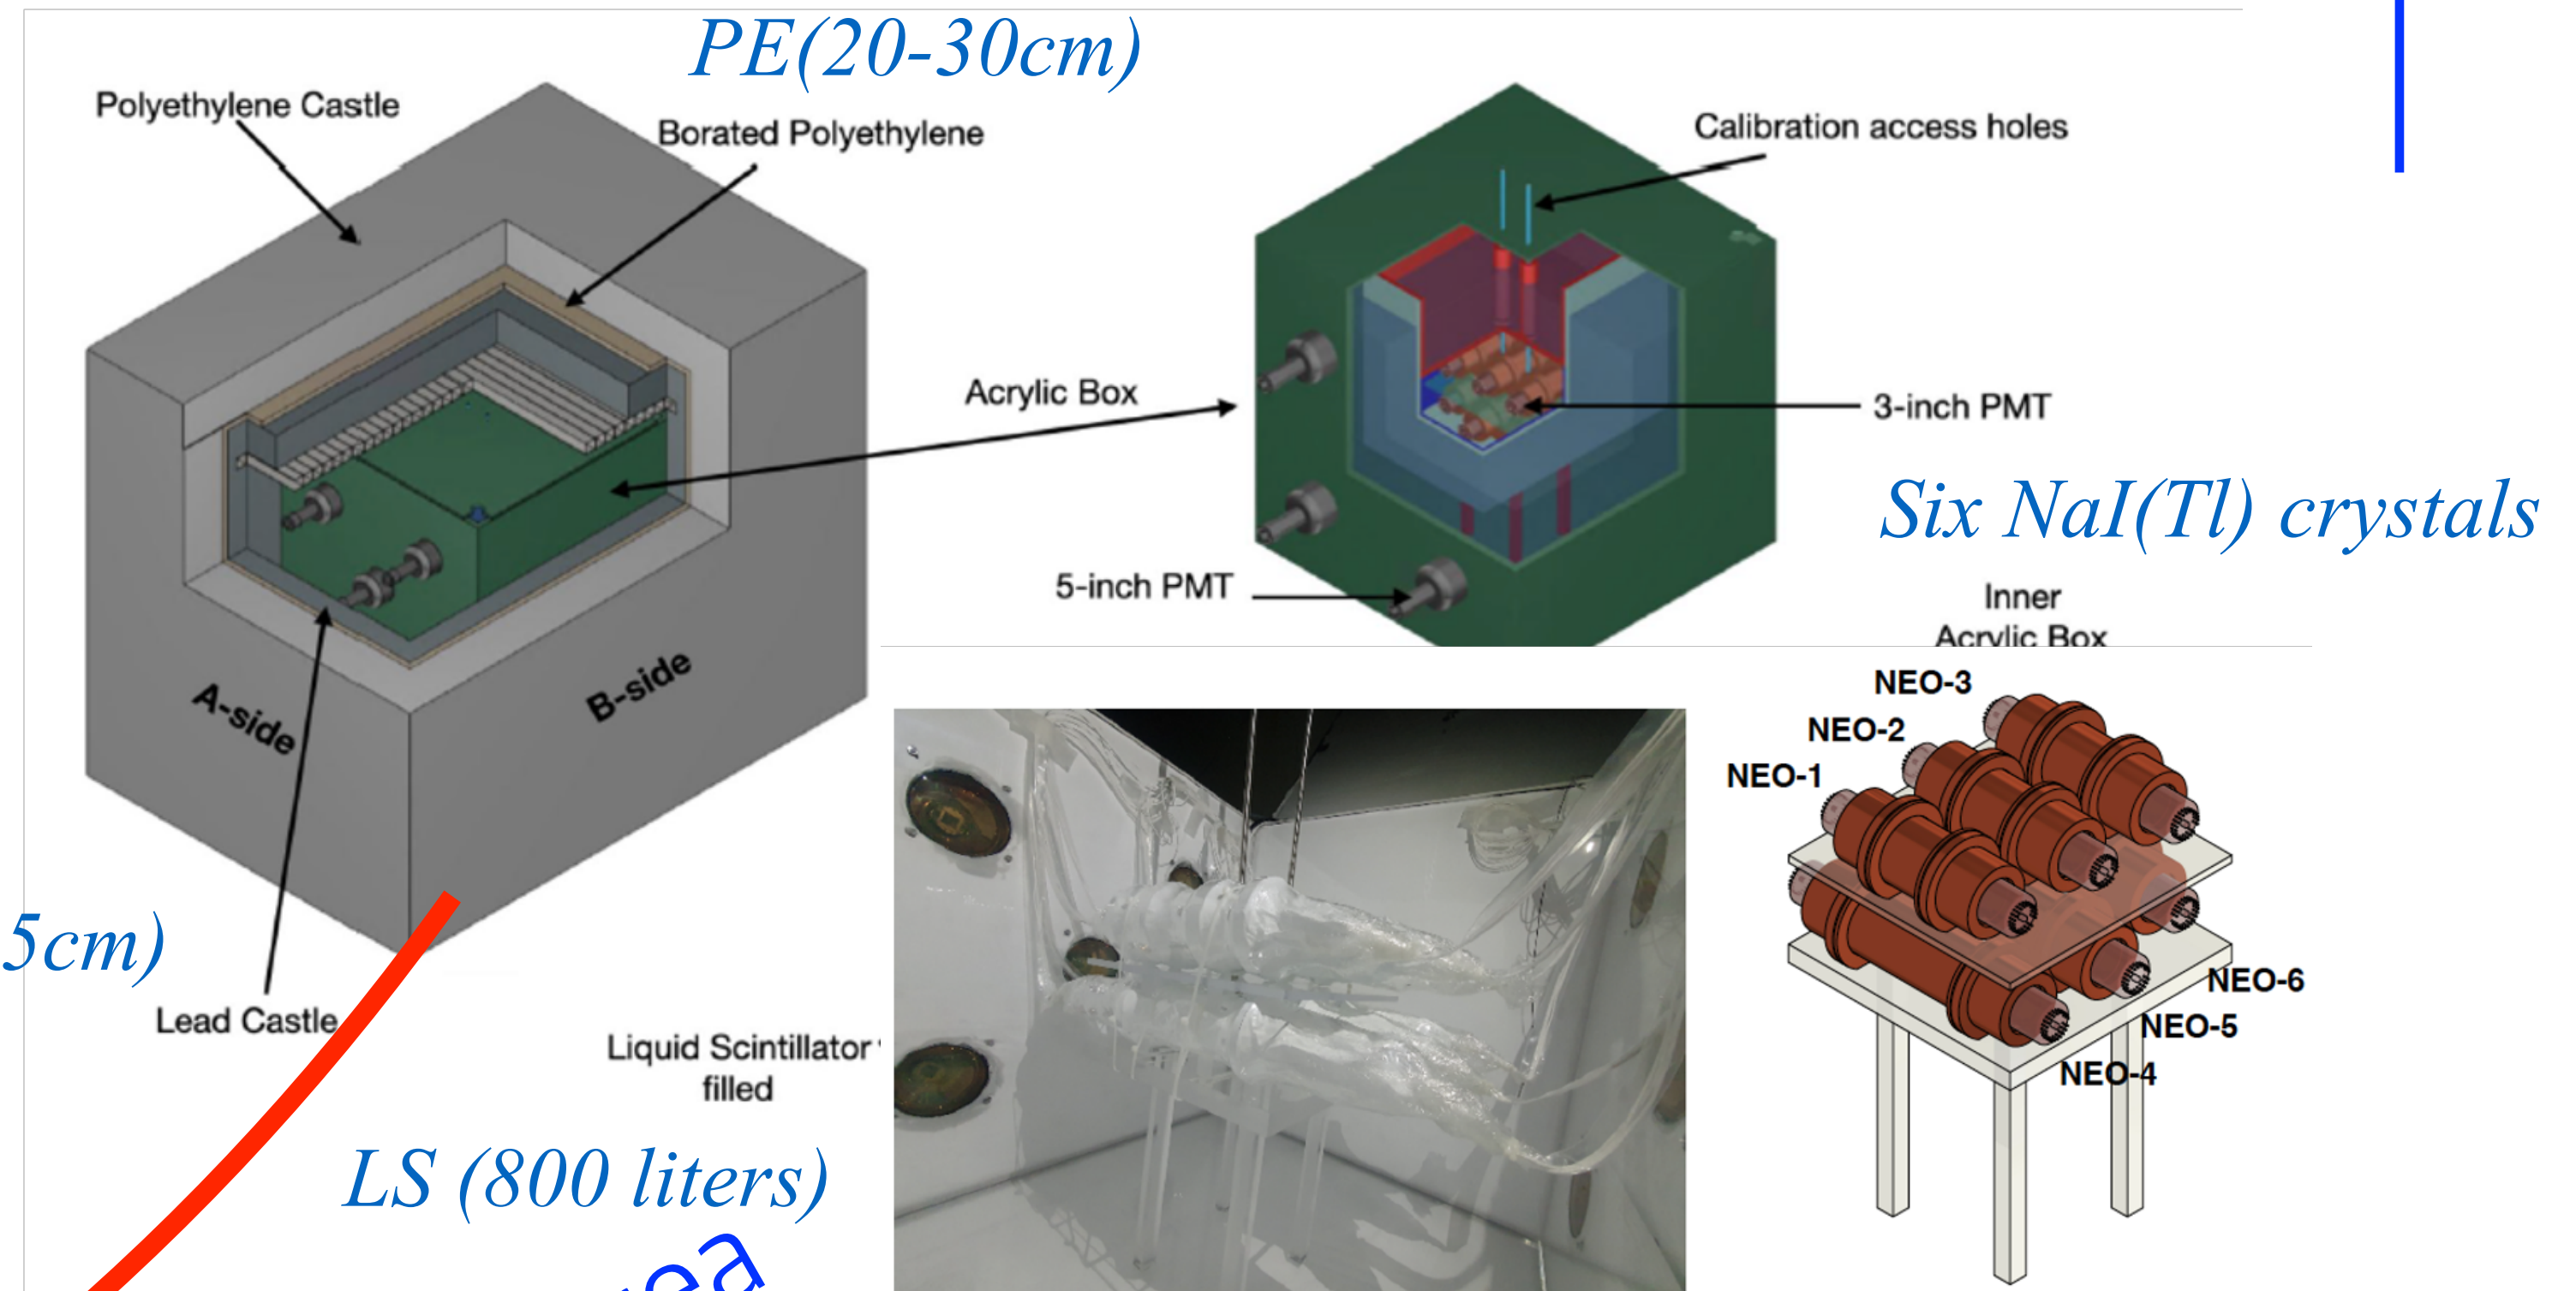 PE(20-30cm)
Polyethylene Castle
Borated Polyethylene
Calibration access holes
Acrylic Box
3-inch PMT
Six NaI(Tl) crystals
5-inch PMT
Inner
Acrylic Box
A-side
B-side
NEO-3
NEO-2
NEO-1
5cm)
Lead Castle
Liquid Scintillator
filled
NEO-6
NEO-5
NEO-4
LS (800 liters)